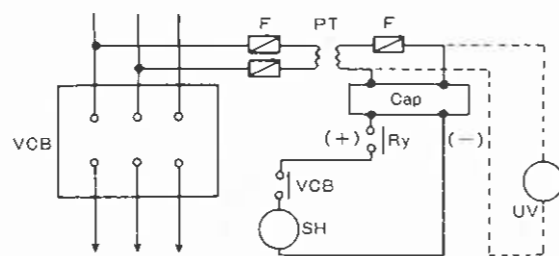 F PT F
Cap
VCB
(+) Ry (−)
VCB
UV
SH